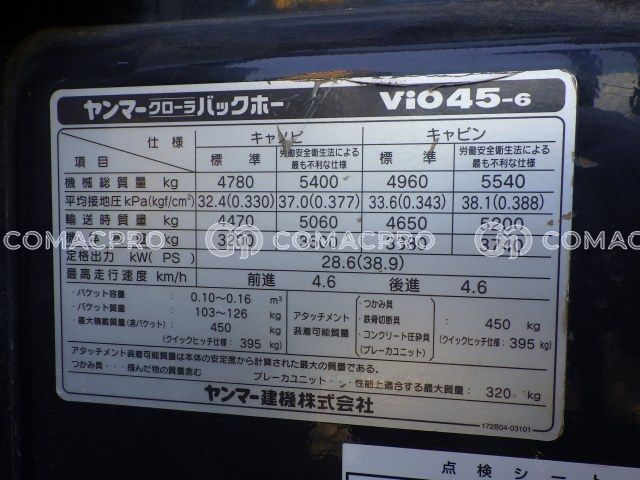 ヤンマークローラバックホー ViO45-6
仕様 キャノピ キャビン
項目 標準 労働安全衛生法による最も不利な仕様 標準 労働安全衛生法による最も不利な仕様
機械総質量 kg 4780 5400 4960 5540
平均接地圧 kPa(kgf/cm²) 32.4(0.330) 37.0(0.377) 33.6(0.343) 38.1(0.388)
輸送時質量 kg 4470 5060 4650
kg
COMACPRO COMACPRO COMACPRO
定格出力 kW (PS) 28.6(38.9)
最高走行速度 km/h 前進 4.6 後進 4.6
・バケット容量 : 0.10～0.16 m³
・バケット質量 : 103～126 kg
・最大積載質量(含バケット) : 450 kg
(クイックヒッチ仕様 : 395 kg)
アタッチメント装着可能質量
・つかみ具
・鉄骨切断具
・コンクリート圧砕具
(ブレーカユニット)
: 450 kg
(クイックヒッチ仕様 : 395 kg)
アタッチメント装着可能質量は本体の安定度から計算された最大の質量である。
つかみ具・・・掴んだ物の質量含む ブレーカユニット・・・性能上適合する最大質量 : 320 kg
ヤンマー建機株式会社
172B04-03101
点検シート